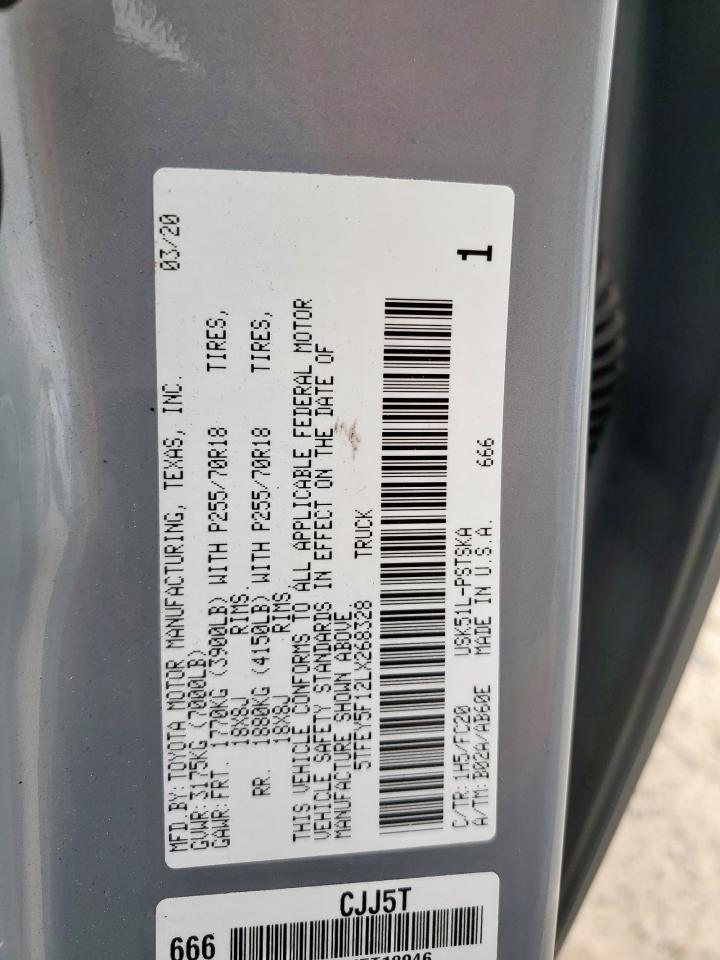 MFD.BY:TOYOTA MOTOR MANUFACTURING, TEXAS, INC. 03/20
GVWR:3175KG (7000LB)
GAWR:FRT. 1770KG (3900LB) WITH P255/70R18 TIRES,
18X8J RIMS.
RR. 1880KG (4150LB) WITH P255/70R18 TIRES,
18X8J RIMS
THIS VEHICLE CONFORMS TO ALL APPLICABLE FEDERAL MOTOR
VEHICLE SAFETY STANDARDS IN EFFECT ON THE DATE OF
MANUFACTURE SHOWN ABOVE.
5TFEY5F12LX268328 TRUCK
C/TR:1H5/FC20 USK51L-PSTSKA 666
A/TM:B02A/AB60E MADE IN U.S.A. 1
CJJ5T
666